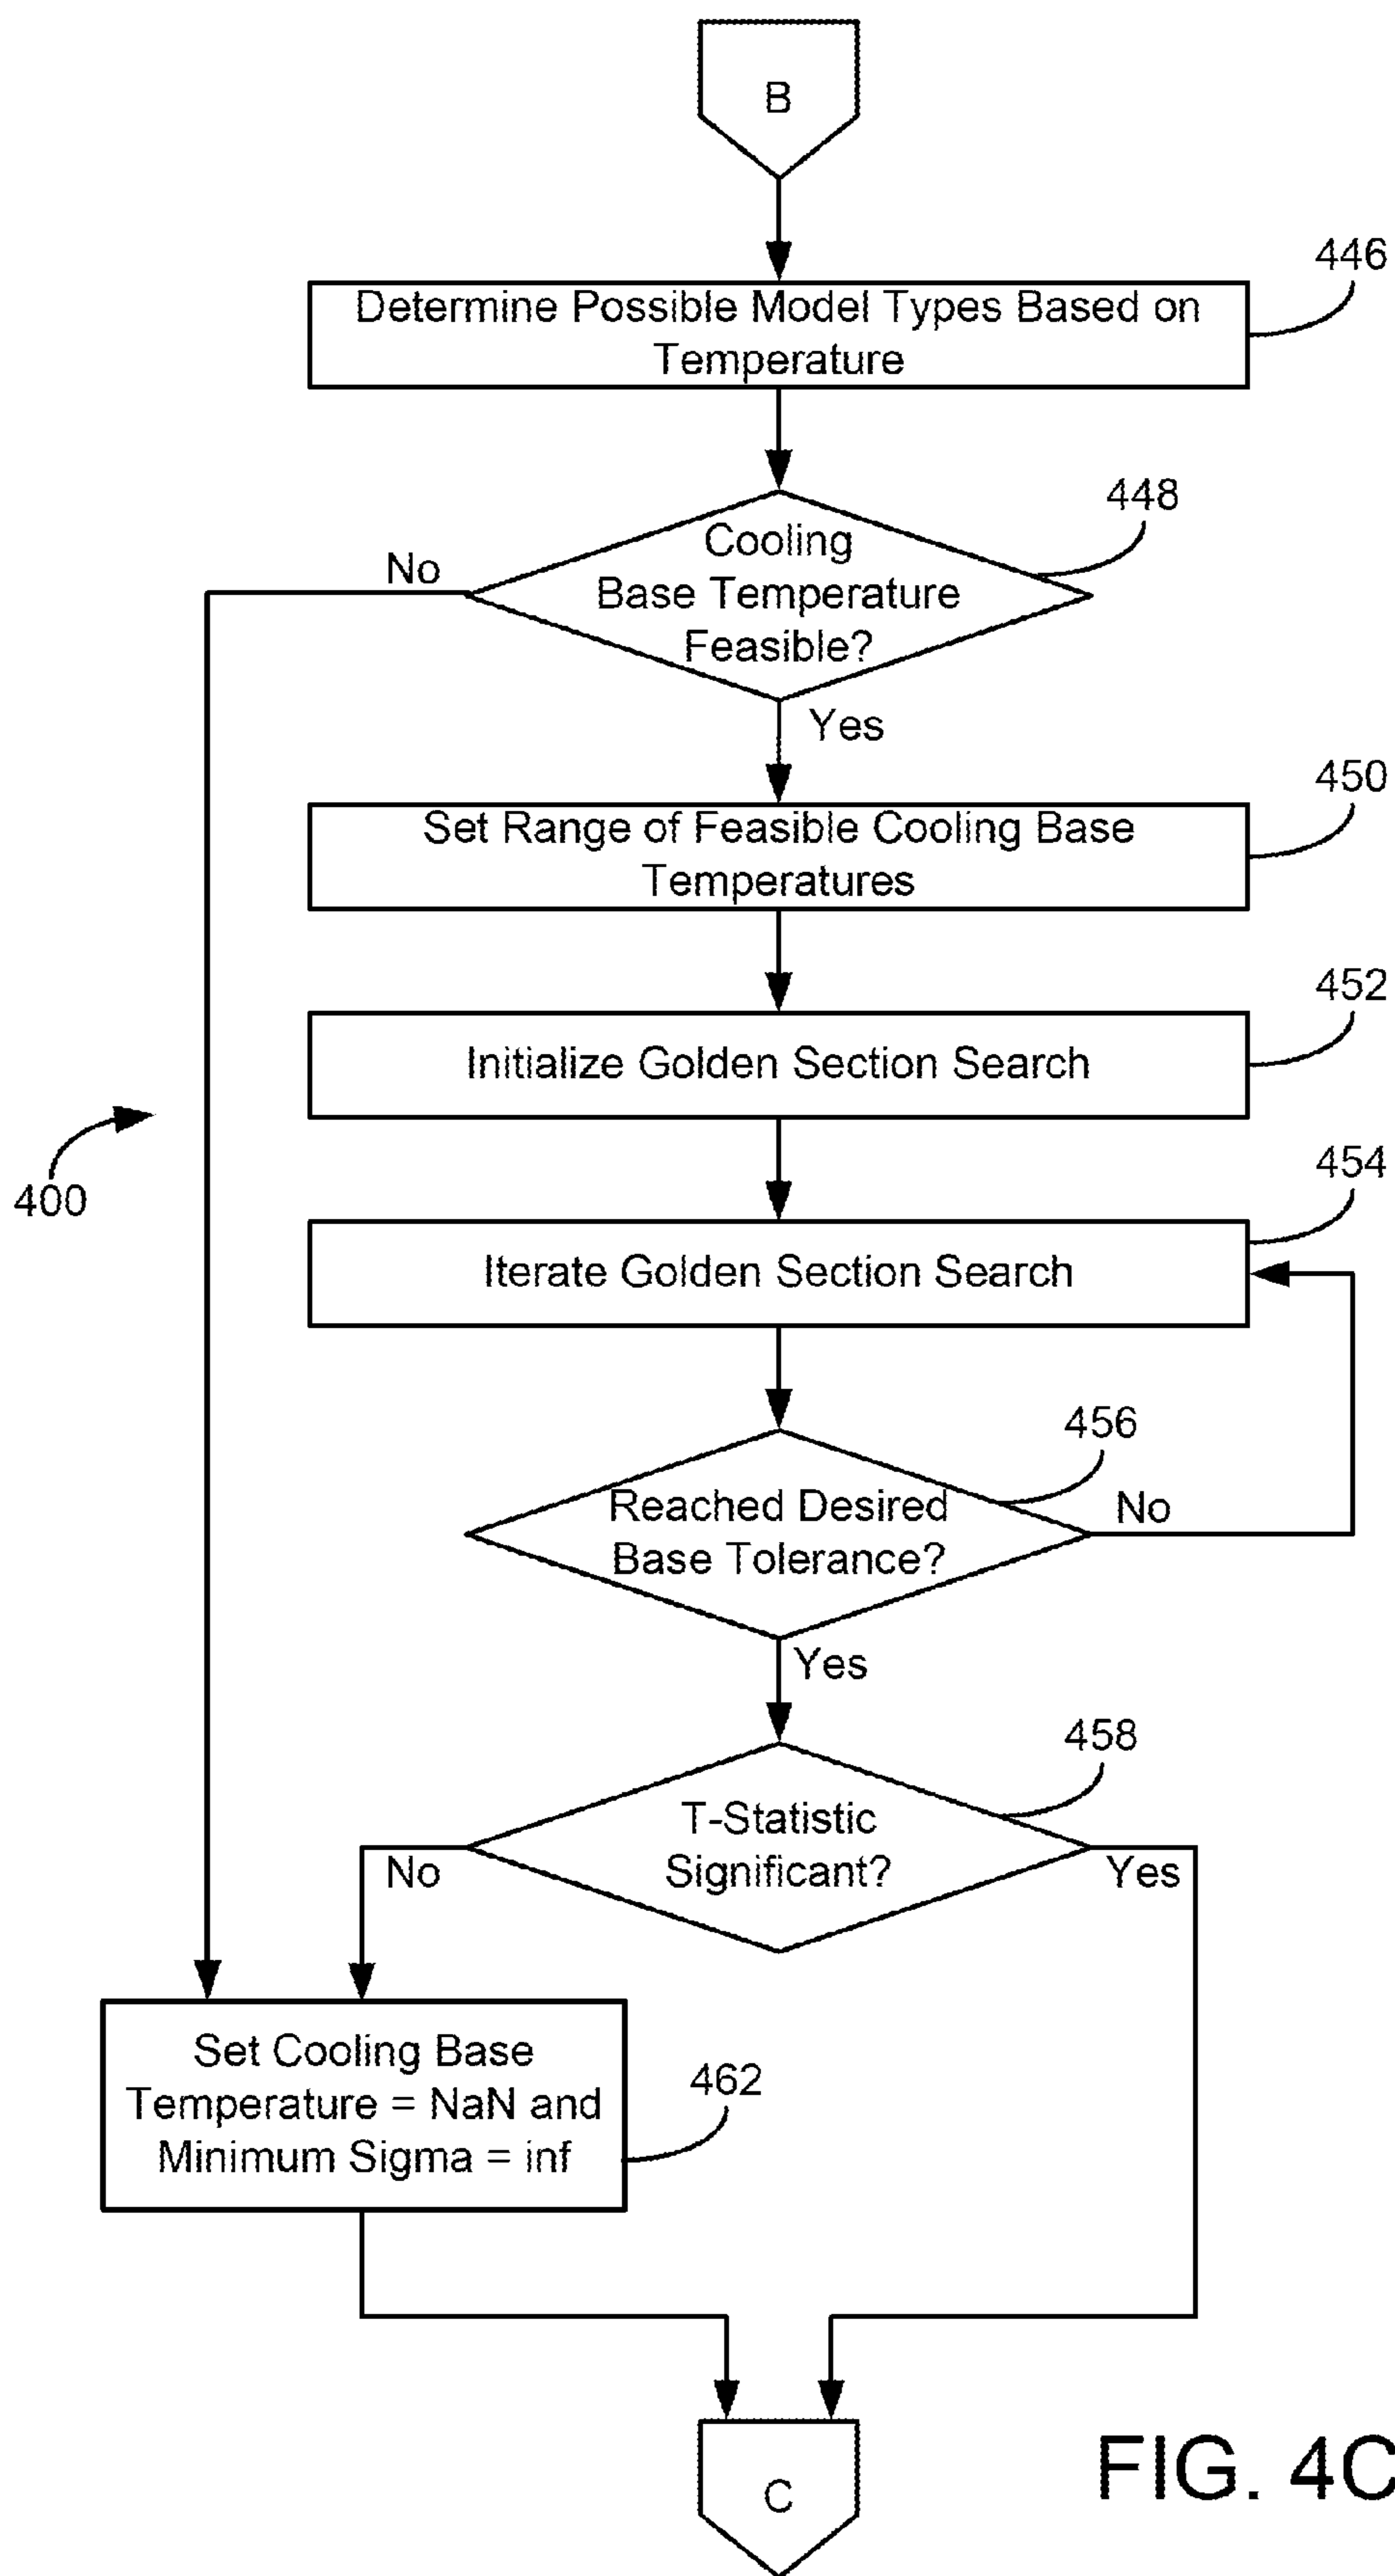 B
446
Determine Possible Model Types Based on
Temperature
448
Cooling
Base Temperature
Feasible?
No
Yes
450
Set Range of Feasible Cooling Base
Temperatures
452
Initialize Golden Section Search
400
454
Iterate Golden Section Search
456
Reached Desired
Base Tolerance?
No
Yes
458
T-Statistic
Significant?
No
Yes
Set Cooling Base
Temperature = NaN and
Minimum Sigma = inf
462
C
FIG. 4C